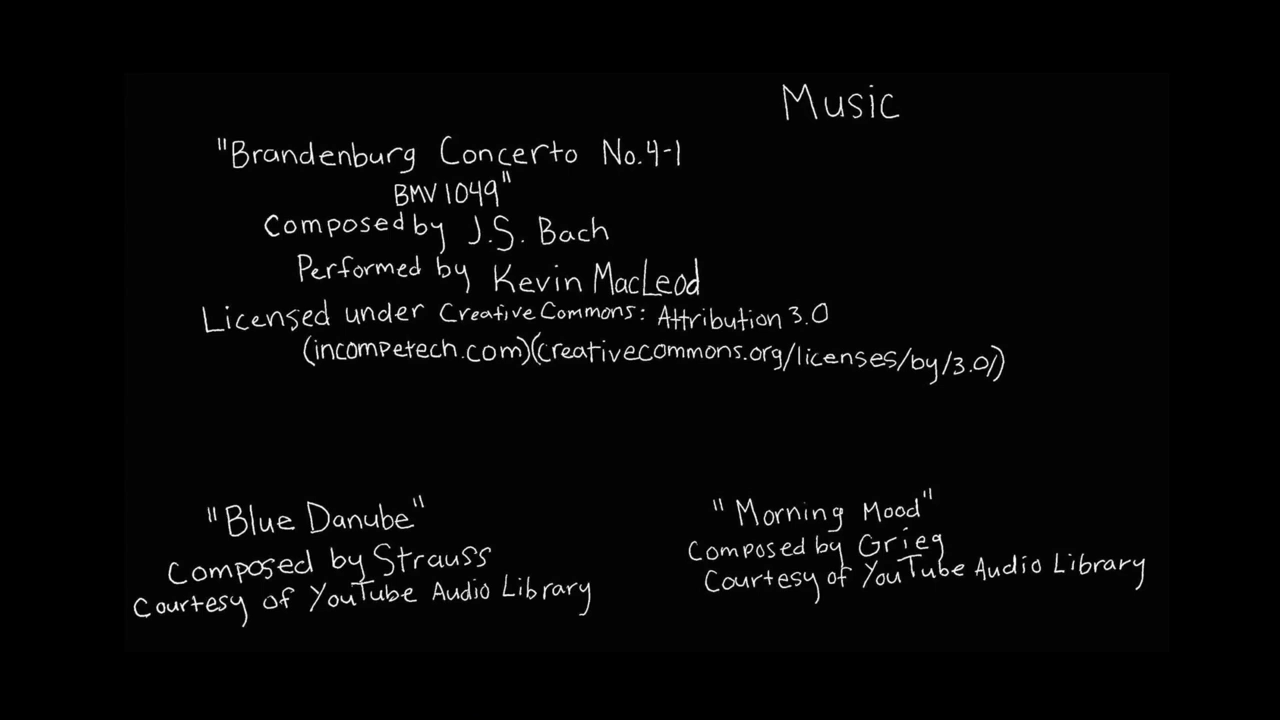 Music
"Brandenburg Concerto No.4-1
BMV 1049"
Composed by J.S. Bach
Performed by Kevin MacLeod
Licensed under Creative Commons: Attribution 3.0
(incompetech.com)(creativecommons.org/licenses/by/3.0/)
"Blue Danube"
Composed by Strauss
Courtesy of YouTube Audio Library
"Morning Mood"
Composed by Grieg
Courtesy of YouTube Audio Library